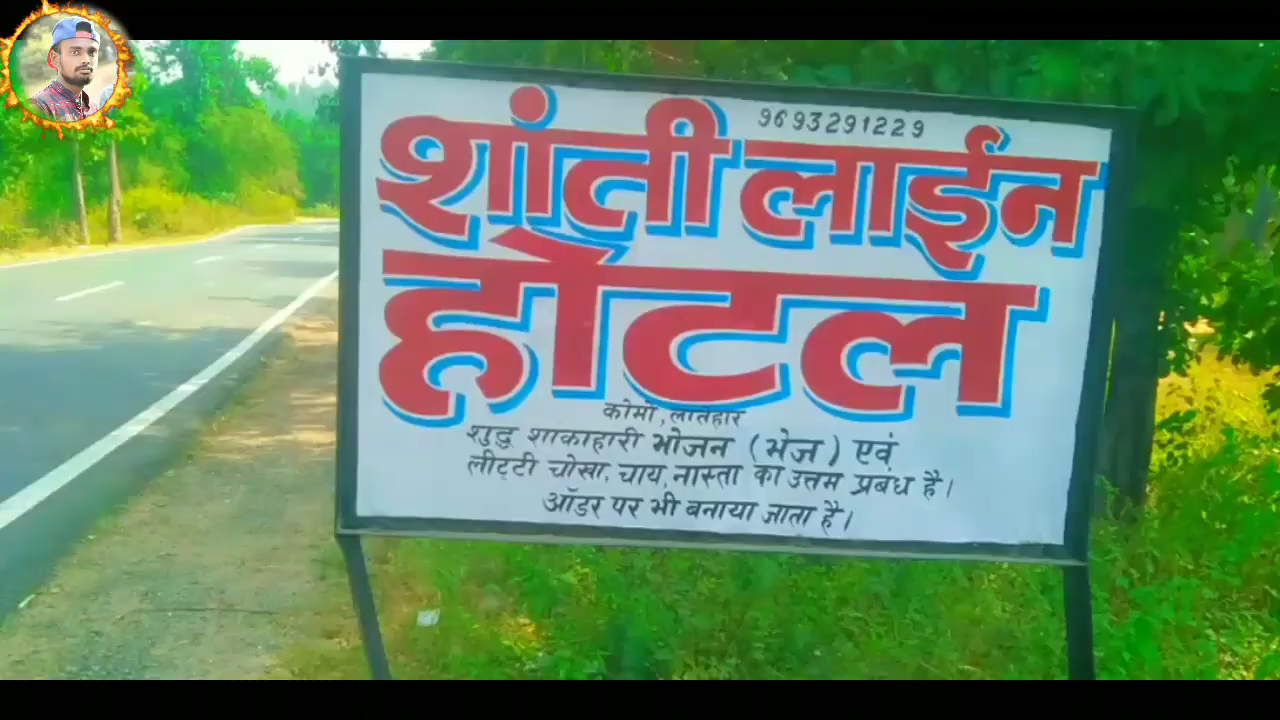 9693291229
शांती लाईन
होटल
कोमो, लातेहार
शुद्ध शाकाहारी भोजन (भेज) एवं
लीट्टी चोखा, चाय, नास्ता का उत्तम प्रबंध है।
ऑडर पर भी बनाया जाता है।